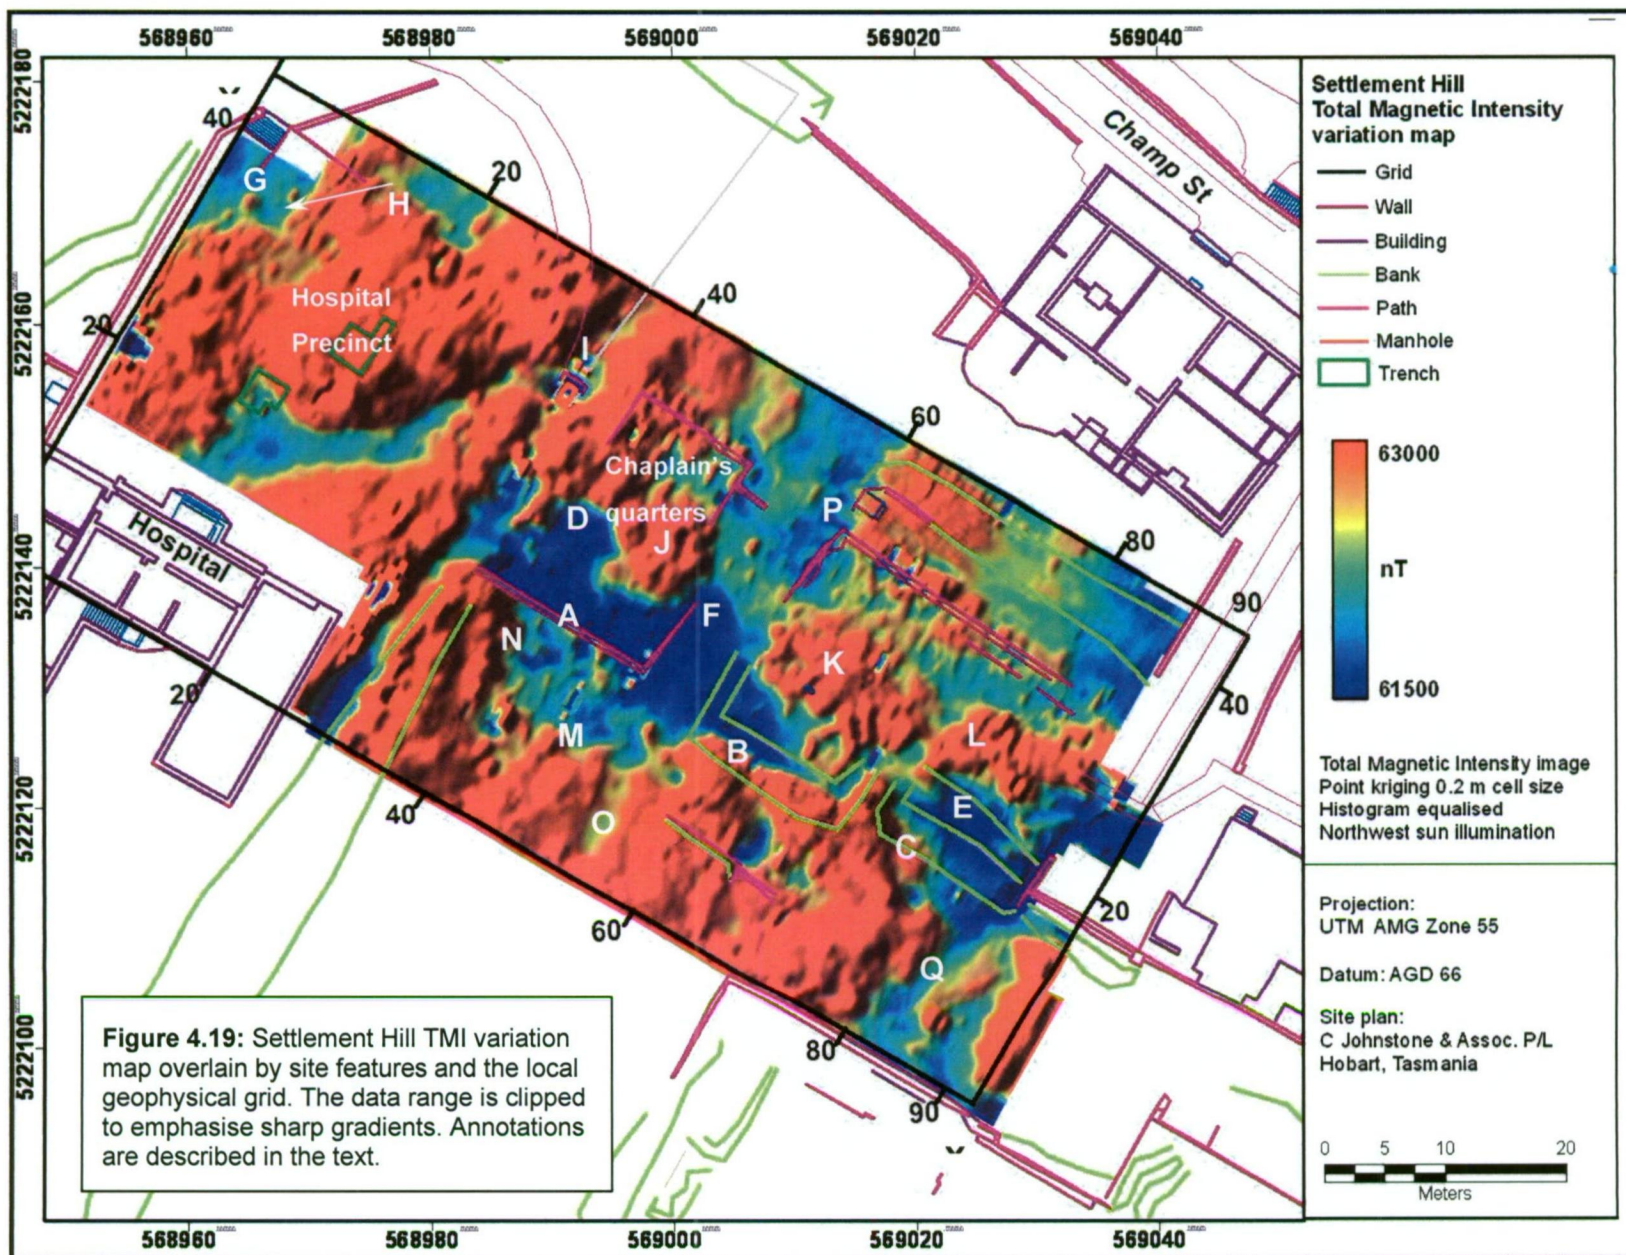 568960
568980
569000
569020
569040
5222180
5222160
5222140
5222120
5222100
40
20
G
H
Champ St
Hospital
Precinct
20
40
I
60
Chaplain's
quarters
D
J
P
80
Hospital
A
F
90
N
K
20
M
B
L
40
E
40
O
C
20
60
Q
80
90
Settlement Hill
Total Magnetic Intensity
variation map
Grid
Wall
Building
Bank
Path
Manhole
Trench
63000
nT
61500
Total Magnetic Intensity image
Point kriging 0.2 m cell size
Histogram equalised
Northwest sun illumination
Projection:
UTM AMG Zone 55
Datum: AGD 66
Site plan:
C Johnstone & Assoc. P/L
Hobart, Tasmania
0 5 10 20
Meters
Figure 4.19: Settlement Hill TMI variation
map overlain by site features and the local
geophysical grid. The data range is clipped
to emphasise sharp gradients. Annotations
are described in the text.
568960
568980
569000
569020
569040